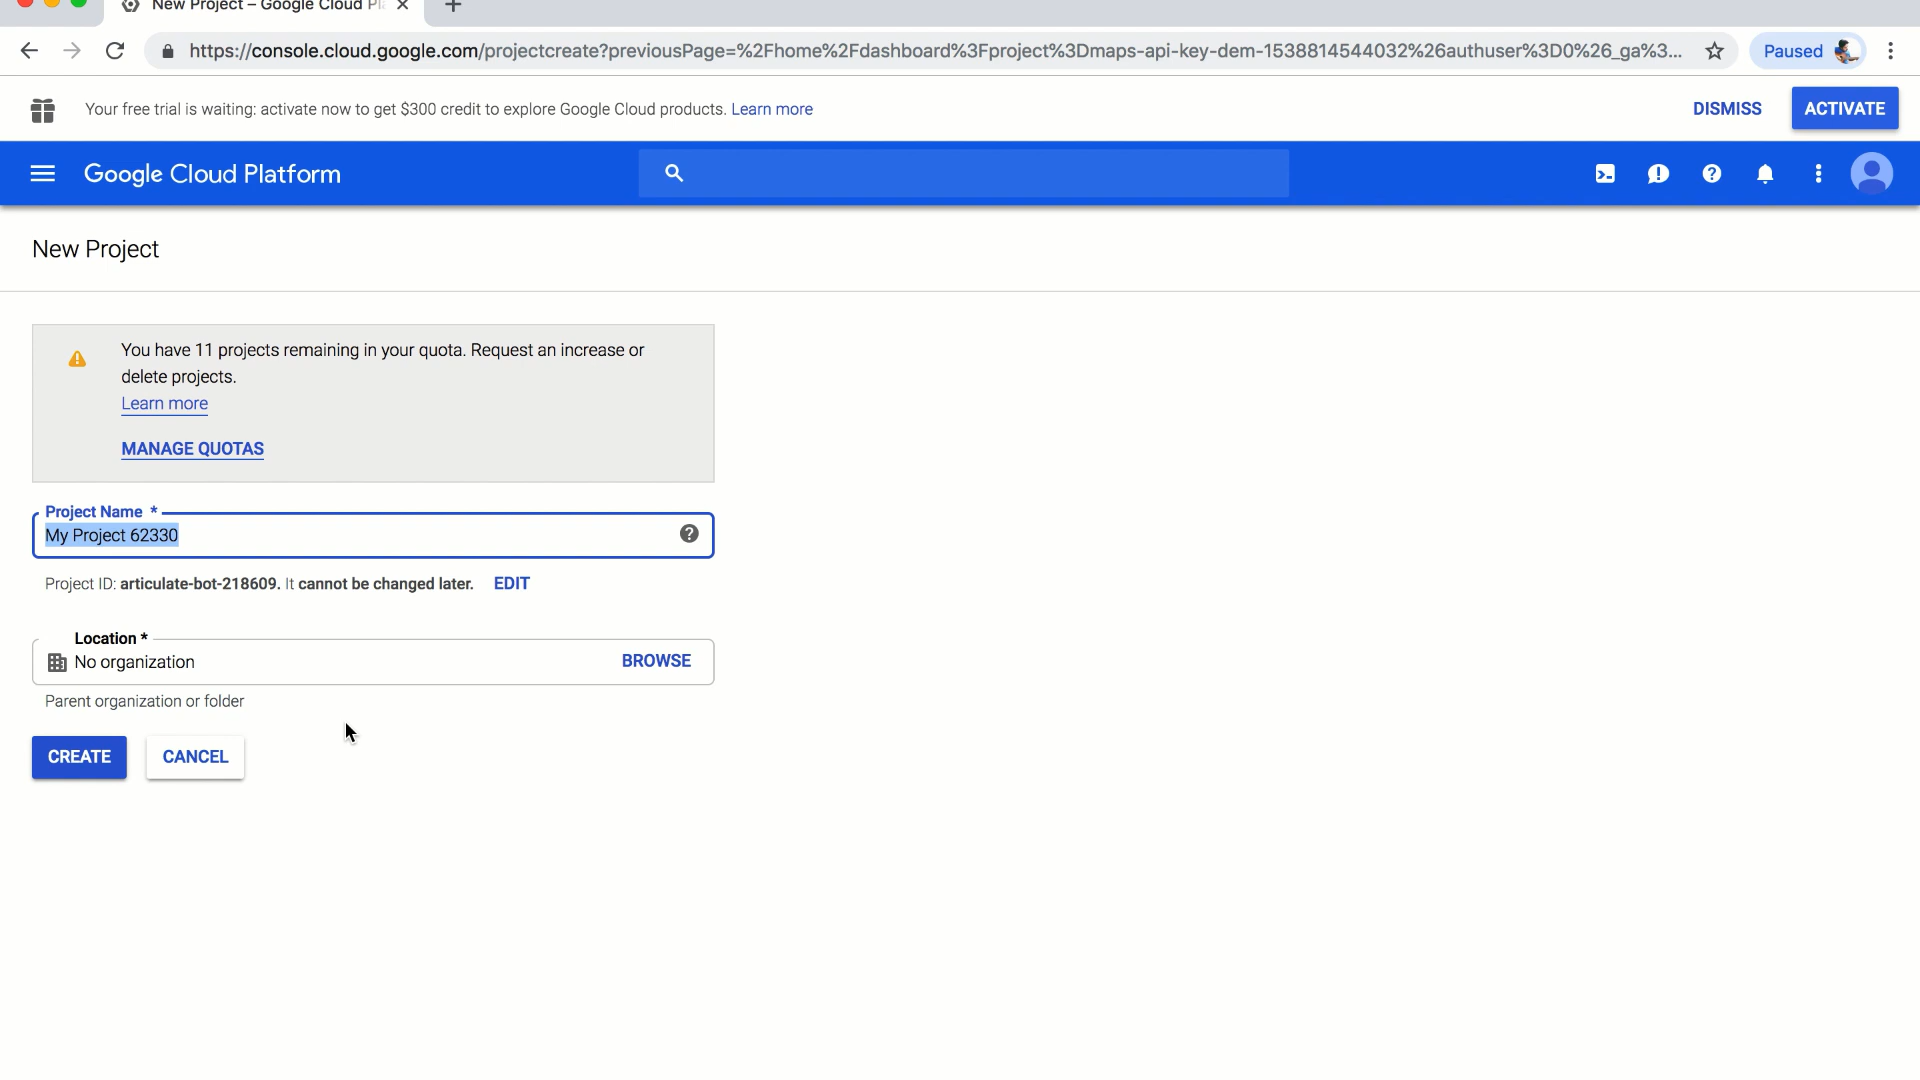 New Project – Google Cloud Pla
https://console.cloud.google.com/projectcreate?previousPage=%2Fhome%2Fdashboard%3Fproject%3Dmaps-api-key-dem-1538814544032%26authuser%3D0%26_ga%3...
Paused
Your free trial is waiting: activate now to get $300 credit to explore Google Cloud products. Learn more
DISMISS
ACTIVATE
Google Cloud Platform
New Project
You have 11 projects remaining in your quota. Request an increase or
delete projects.
Learn more
MANAGE QUOTAS
Project Name *
My Project 62330
Project ID: articulate-bot-218609. It cannot be changed later. EDIT
Location *
No organization
BROWSE
Parent organization or folder
CREATE
CANCEL